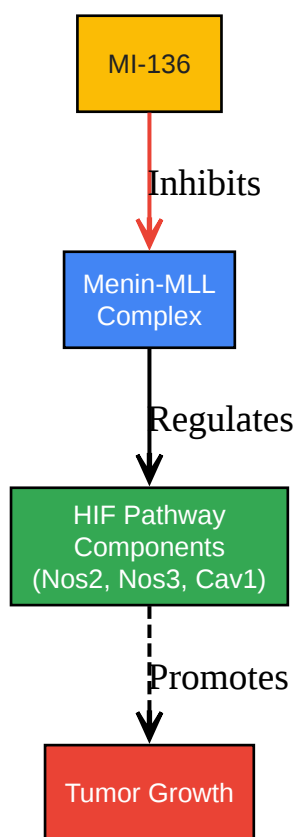 MI-136
Inhibits
Menin-MLL
Complex
Regulates
HIF Pathway
Components
(Nos2, Nos3, Cav1)
Promotes
Tumor Growth